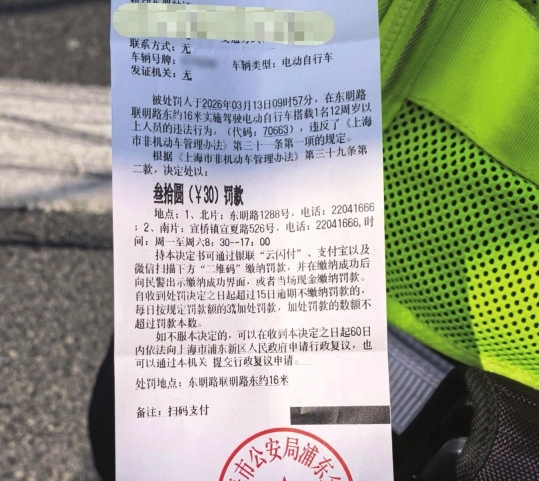 联系方式：无
车辆号牌：
车辆类型：电动自行车
发证机关：无
被处罚人于2026年03月13日09时57分，在东明路
联明路东约16米实施驾驶电动自行车搭载1名12周岁以
上人员的违法行为，（代码：70663），违反了《上海
市非机动车管理办法》第三十一条第一项的规定。
根据《上海市非机动车管理办法》第三十九条第
二款，决定处以：
叁拾圆（￥30）罚款
地点：1、北片：东明路1288号，电话：22041666
；2、南片：宣桥镇宣夏路526号，电话：22041666，时
间：周一至周六8：30--17：00
持本决定书可通过银联“云闪付”、支付宝以及
微信扫描下方“二维码”缴纳罚款，并在缴纳成功后
向民警出示缴纳成功界面，或者当场现金缴纳罚款。
自收到处罚决定之日起超过15日逾期不缴纳罚款的，
每日按规定罚款额的3%加处罚款，加处罚款的数额不
超过罚款本数。
如不服本决定的，可以在收到本决定之日起60日
内依法向上海市浦东新区人民政府申请行政复议，也
可以通过本机关 提交行政复议申请。
处罚地点：东明路联明路东约16米
备注：扫码支付
市公安局浦东